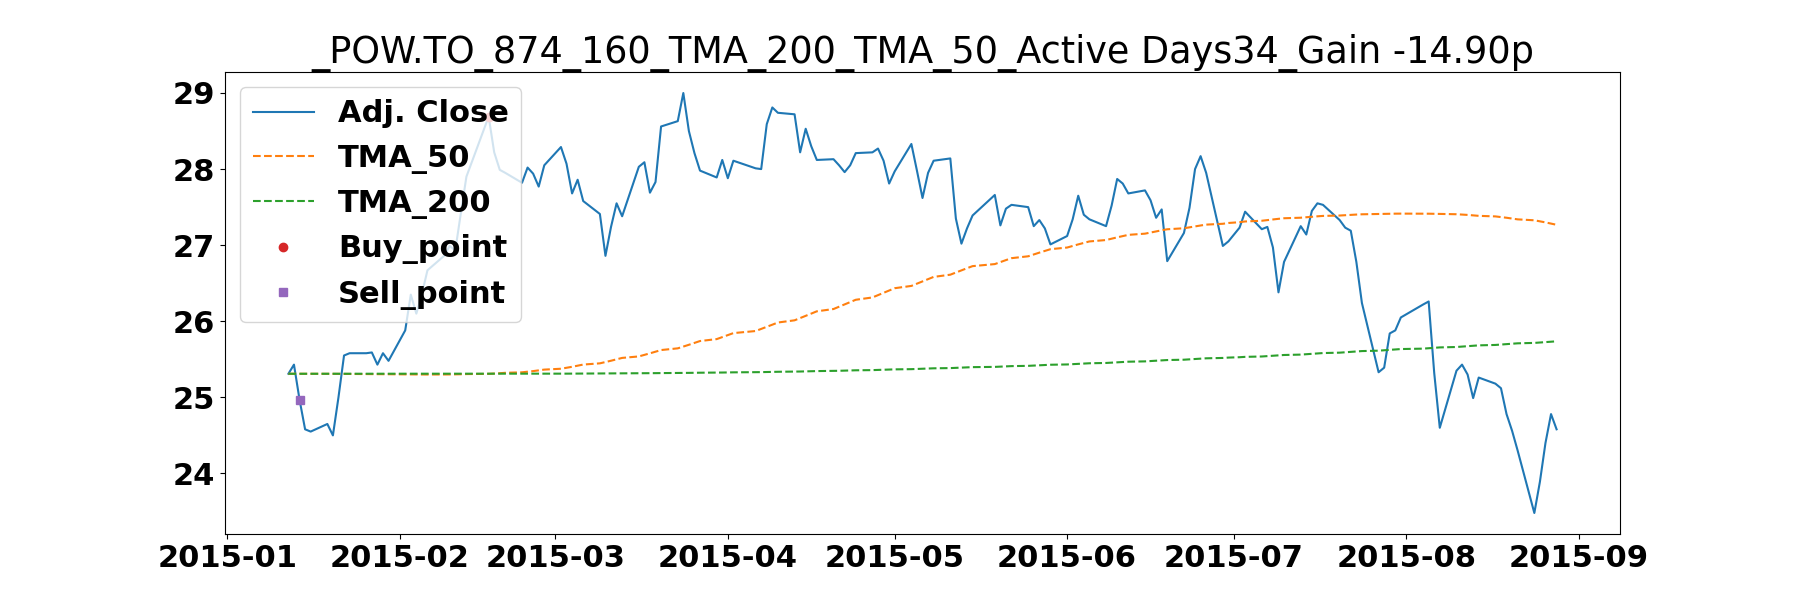 _POW.TO_874_160_TMA_200_TMA_50_Active Days34_Gain -14.90p
29
28
27
26
25
24
Adj. Close
TMA_50
TMA_200
Buy_point
Sell_point
2015-01 2015-02 2015-03 2015-04 2015-05 2015-06 2015-07 2015-08 2015-09